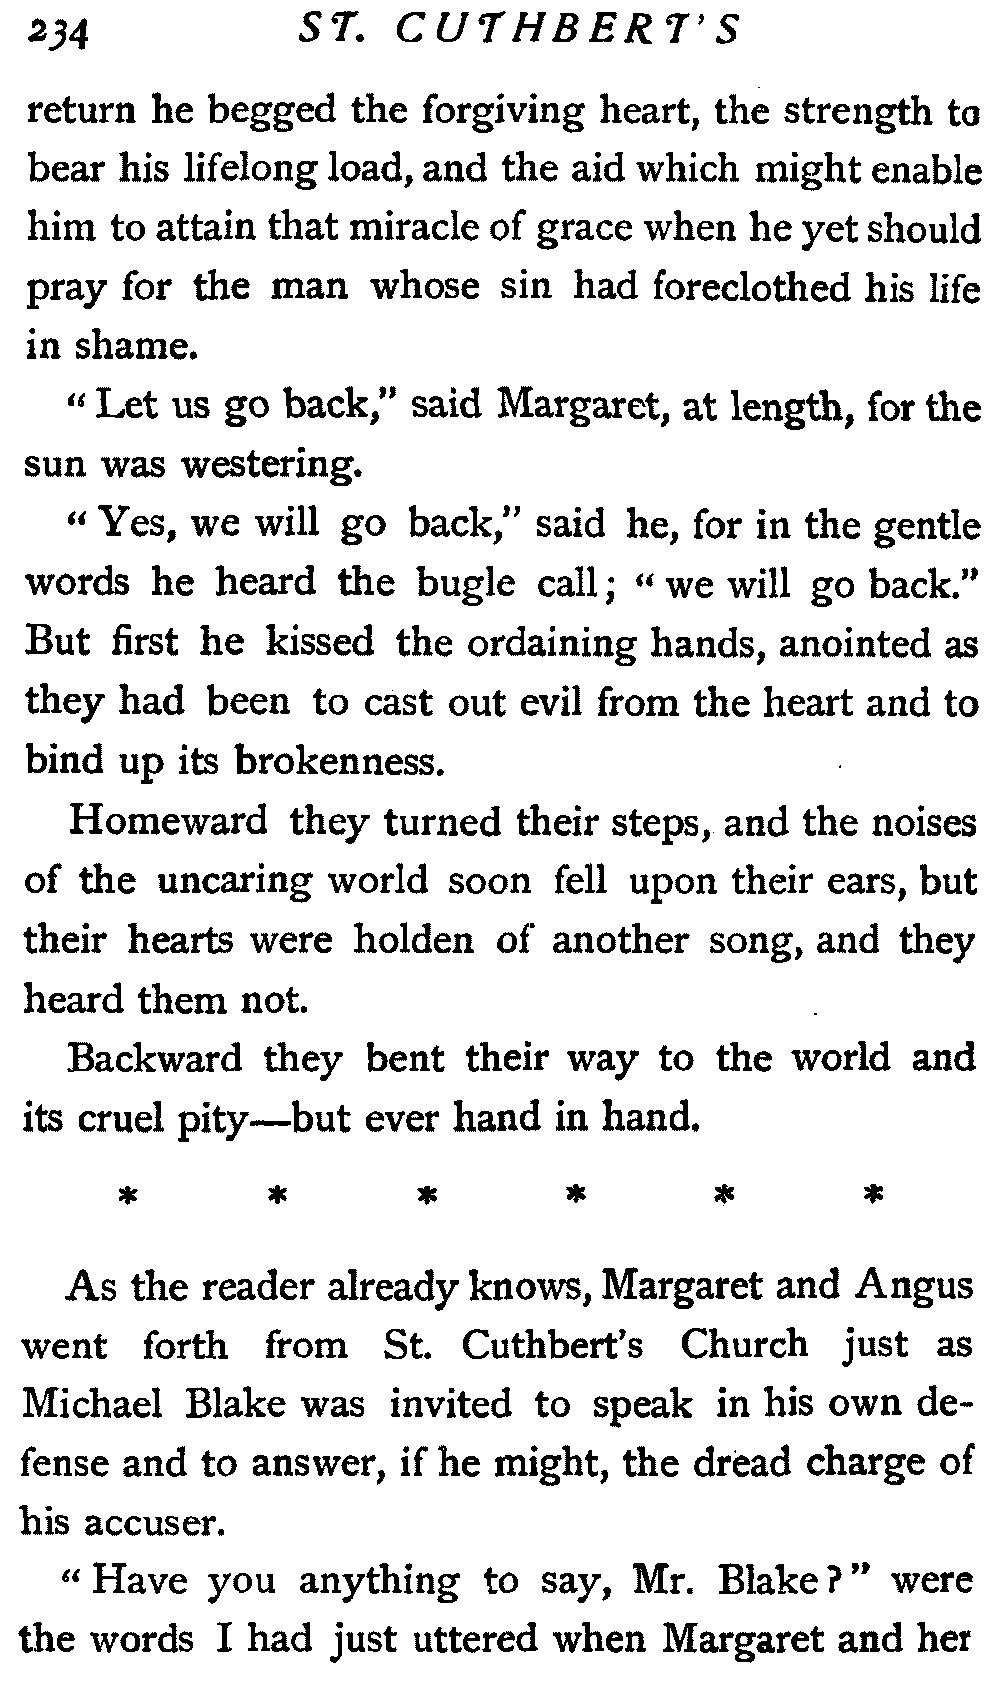 234 ST. CUTHBERT'S
return he begged the forgiving heart, the strength to
bear his lifelong load, and the aid which might enable
him to attain that miracle of grace when he yet should
pray for the man whose sin had foreclothed his life
in shame.
“ Let us go back,” said Margaret, at length, for the
sun was westering.
“ Yes, we will go back,” said he, for in the gentle
words he heard the bugle call; “ we will go back.”
But first he kissed the ordaining hands, anointed as
they had been to cast out evil from the heart and to
bind up its brokenness.
Homeward they turned their steps, and the noises
of the uncaring world soon fell upon their ears, but
their hearts were holden of another song, and they
heard them not.
Backward they bent their way to the world and
its cruel pity—but ever hand in hand.
* * * * * *
As the reader already knows, Margaret and Angus
went forth from St. Cuthbert's Church just as
Michael Blake was invited to speak in his own de-
fense and to answer, if he might, the dread charge of
his accuser.
“ Have you anything to say, Mr. Blake?” were
the words I had just uttered when Margaret and her